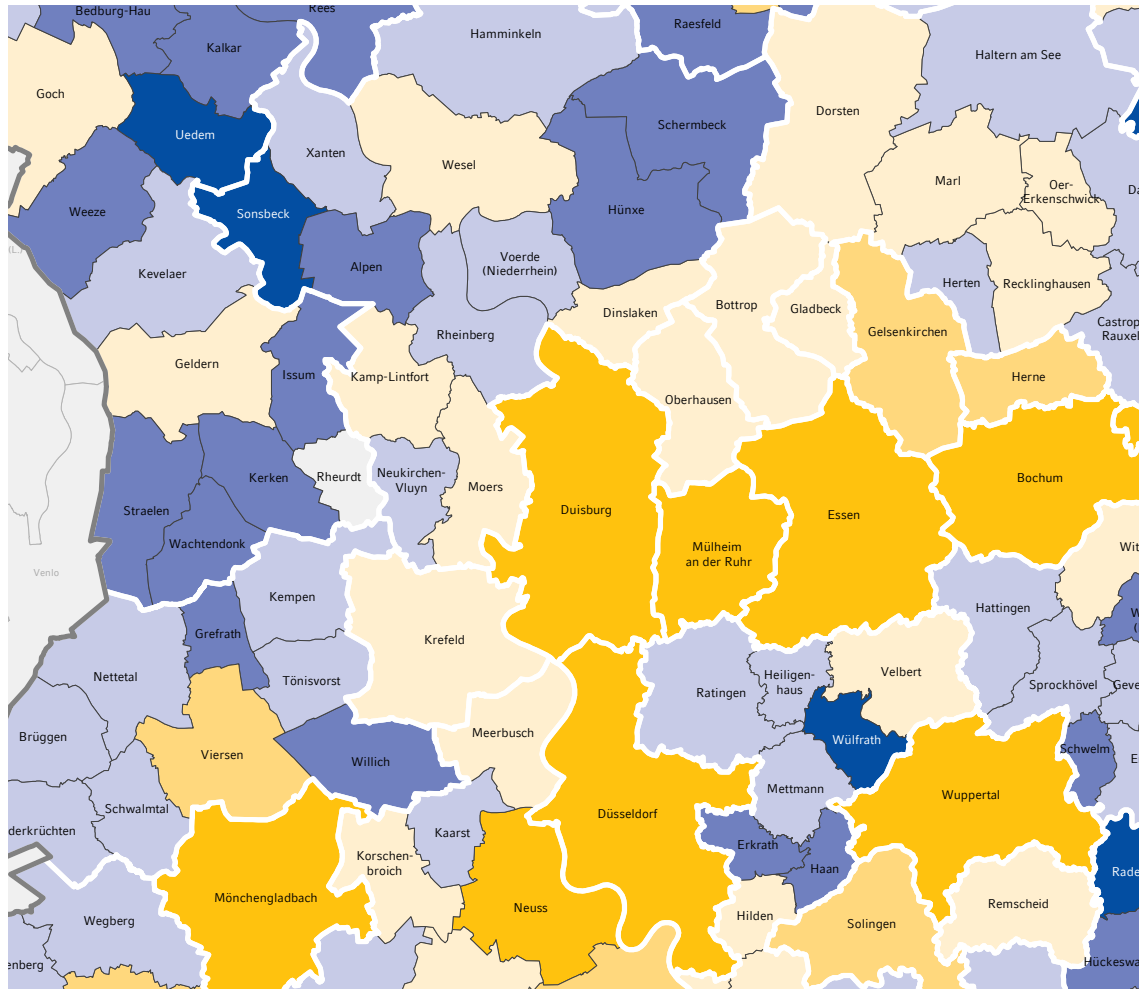 Bedburg-Hau
Rees
Kalkar
Hamminkeln
Raesfeld
Haltern am See
Goch
Uedem
Xanten
Wesel
Schermbeck
Dorsten
Marl
Oer-
Erkenschwick
Weeze
Sonsbeck
Hünxe
Kevelaer
Alpen
Voerde
(Niederrhein)
Herten
Recklinghausen
Rheinberg
Dinslaken
Bottrop
Gladbeck
Gelsenkirchen
Geldern
Issum
Kamp-Lintfort
Oberhausen
Herne
Rheurdt
Neukirchen-
Vluyn
Moers
Kerken
Straelen
Wachtendonk
Duisburg
Mülheim
an der Ruhr
Essen
Bochum
Venlo
Kempen
Krefeld
Grefrath
Hattingen
Nettetal
Tönisvorst
Ratingen
Heiligen-
haus
Velbert
Sprockhövel
Brüggen
Viersen
Willich
Meerbusch
Wülfrath
Schwelm
Schwalmtal
Kaarst
Düsseldorf
Mettmann
Wuppertal
derkrüchten
Korschen-
broich
Erkrath
Haan
Mönchengladbach
Neuss
Hilden
Solingen
Remscheid
Rade
Wegberg
enberg
Hückeswa